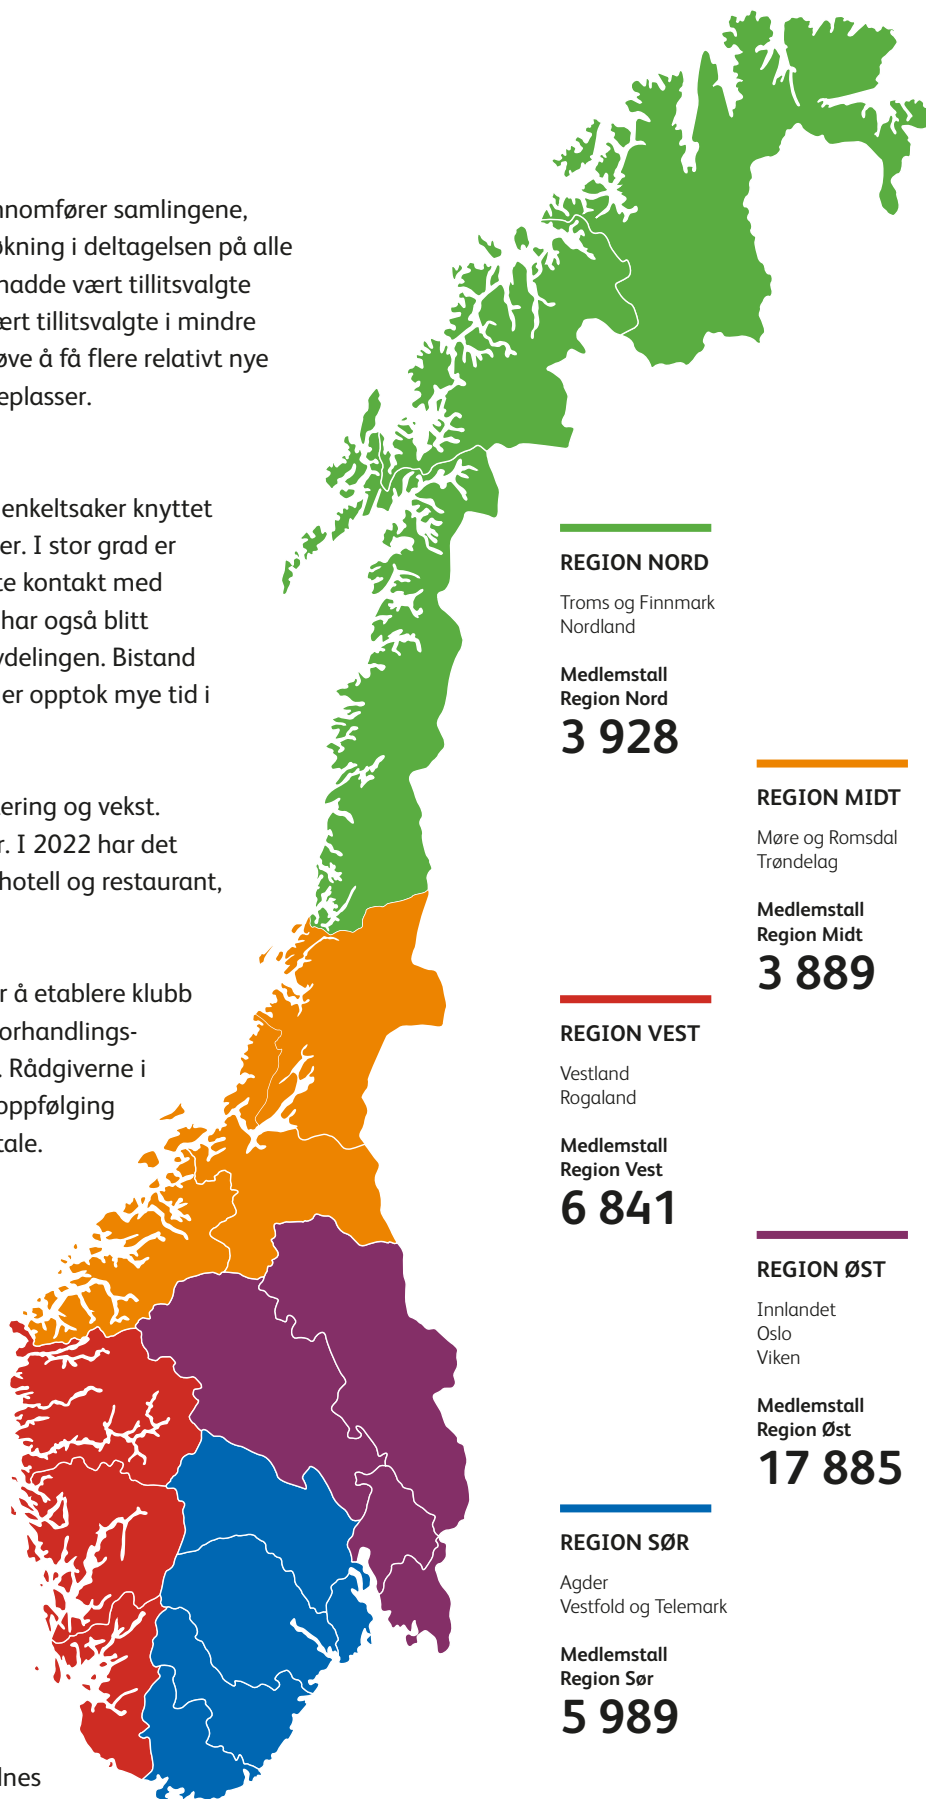 nnomfører samlingene,
økning i deltagelsen på alle
hadde vært tillitsvalgte
ært tillitsvalgte i mindre
øve å få flere relativt nye
eplasser.
enkeltsaker knyttet
er. I stor grad er
te kontakt med
har også blitt
vdelingen. Bistand
er opptok mye tid i
ering og vekst.
r. I 2022 har det
hotell og restaurant,
r å etablere klubb
forhandlings-
. Rådgiverne i
oppfølging
tale.
lnes
REGION NORD
Troms og Finnmark
Nordland
Medlemstall
Region Nord
3 928
REGION MIDT
Møre og Romsdal
Trøndelag
Medlemstall
Region Midt
3 889
REGION VEST
Vestland
Rogaland
Medlemstall
Region Vest
6 841
REGION ØST
Innlandet
Oslo
Viken
Medlemstall
Region Øst
17 885
REGION SØR
Agder
Vestfold og Telemark
Medlemstall
Region Sør
5 989